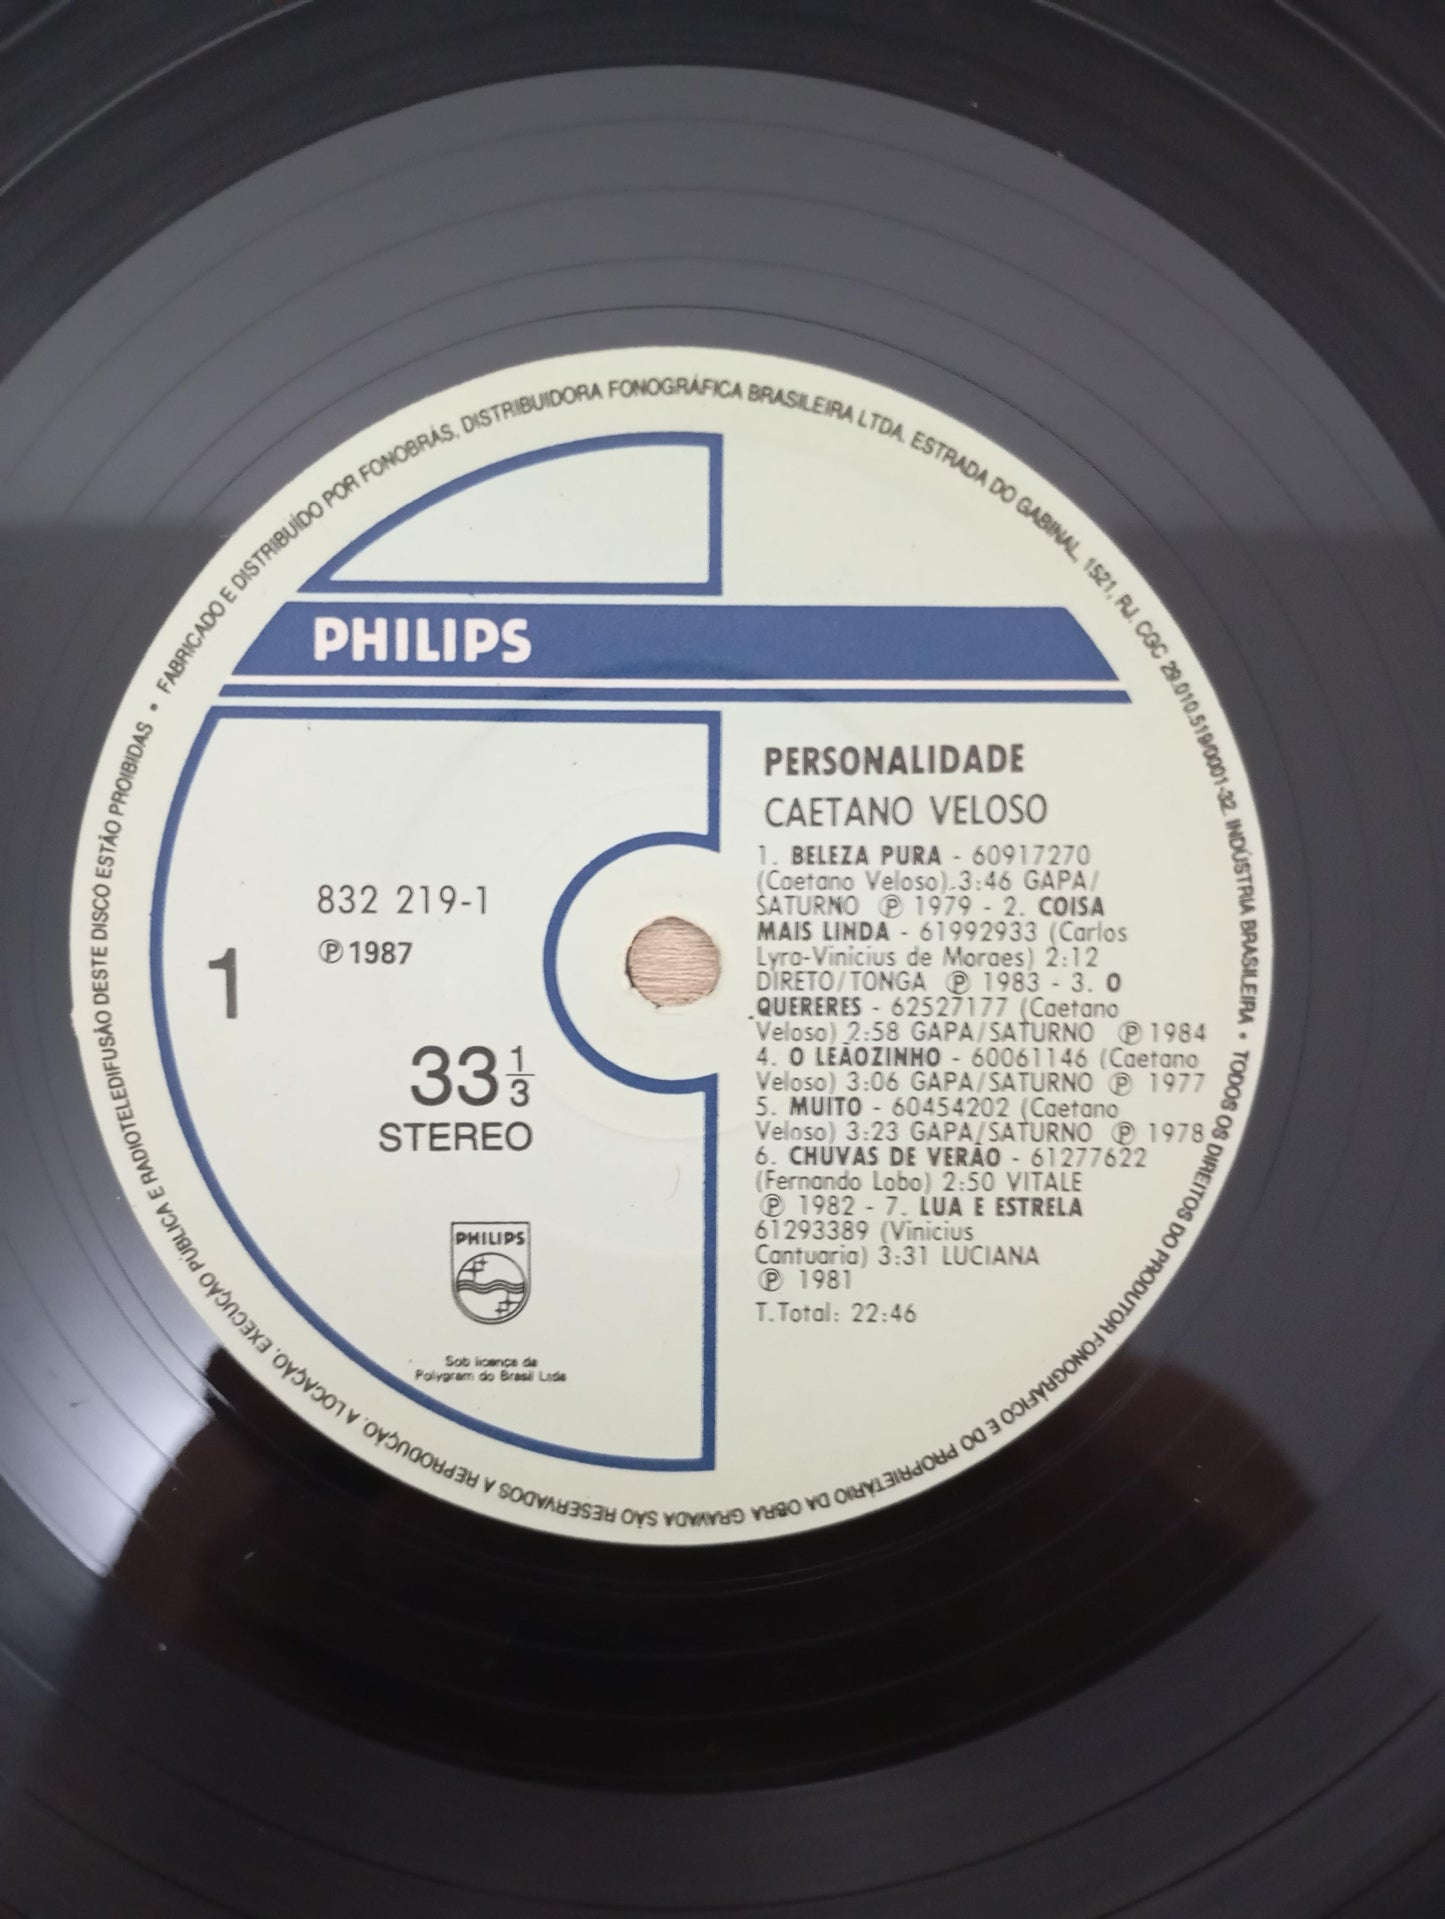 FABRICADO E DISTRIBUÍDO POR FONOBRÁS, DISTRIBUIDORA FONOGRÁFICA BRASILEIRA LTDA. ESTRADA DO GABINAL, 1521, RJ. CGC 29.010.519/0001-32. INDÚSTRIA BRASILEIRA • TODOS OS DIREITOS DO PRODUTOR FONOGRÁFICO E DO PROPRIETÁRIO DA OBRA GRAVADA SÃO RESERVADOS A REPRODUÇÃO, A LOCAÇÃO, EXECUÇÃO PÚBLICA E RADIOTELEDIFUSÃO DESTE DISCO ESTÃO PROIBIDAS •
PHILIPS
832 219-1
℗ 1987
1
33 1/3
STEREO
PHILIPS
Sob licença da
Polygram do Brasil Ltda
PERSONALIDADE
CAETANO VELOSO
1. BELEZA PURA - 60917270
(Caetano Veloso) 3:46 GAPA/
SATURNO ℗ 1979 - 2. COISA
MAIS LINDA - 61992933 (Carlos
Lyra-Vinicius de Moraes) 2:12
DIRETO/TONGA ℗ 1983 - 3. O
QUERERES - 62527177 (Caetano
Veloso) 2:58 GAPA/SATURNO ℗ 1984
4. O LEÃOZINHO - 60061146 (Caetano
Veloso) 3:06 GAPA/SATURNO ℗ 1977
5. MUITO - 60454202 (Caetano
Veloso) 3:23 GAPA/SATURNO ℗ 1978
6. CHUVAS DE VERÃO - 61277622
(Fernando Lobo) 2:50 VITALE
℗ 1982 - 7. LUA E ESTRELA
61293389 (Vinicius
Cantuaria) 3:31 LUCIANA
℗ 1981
T.Total: 22:46